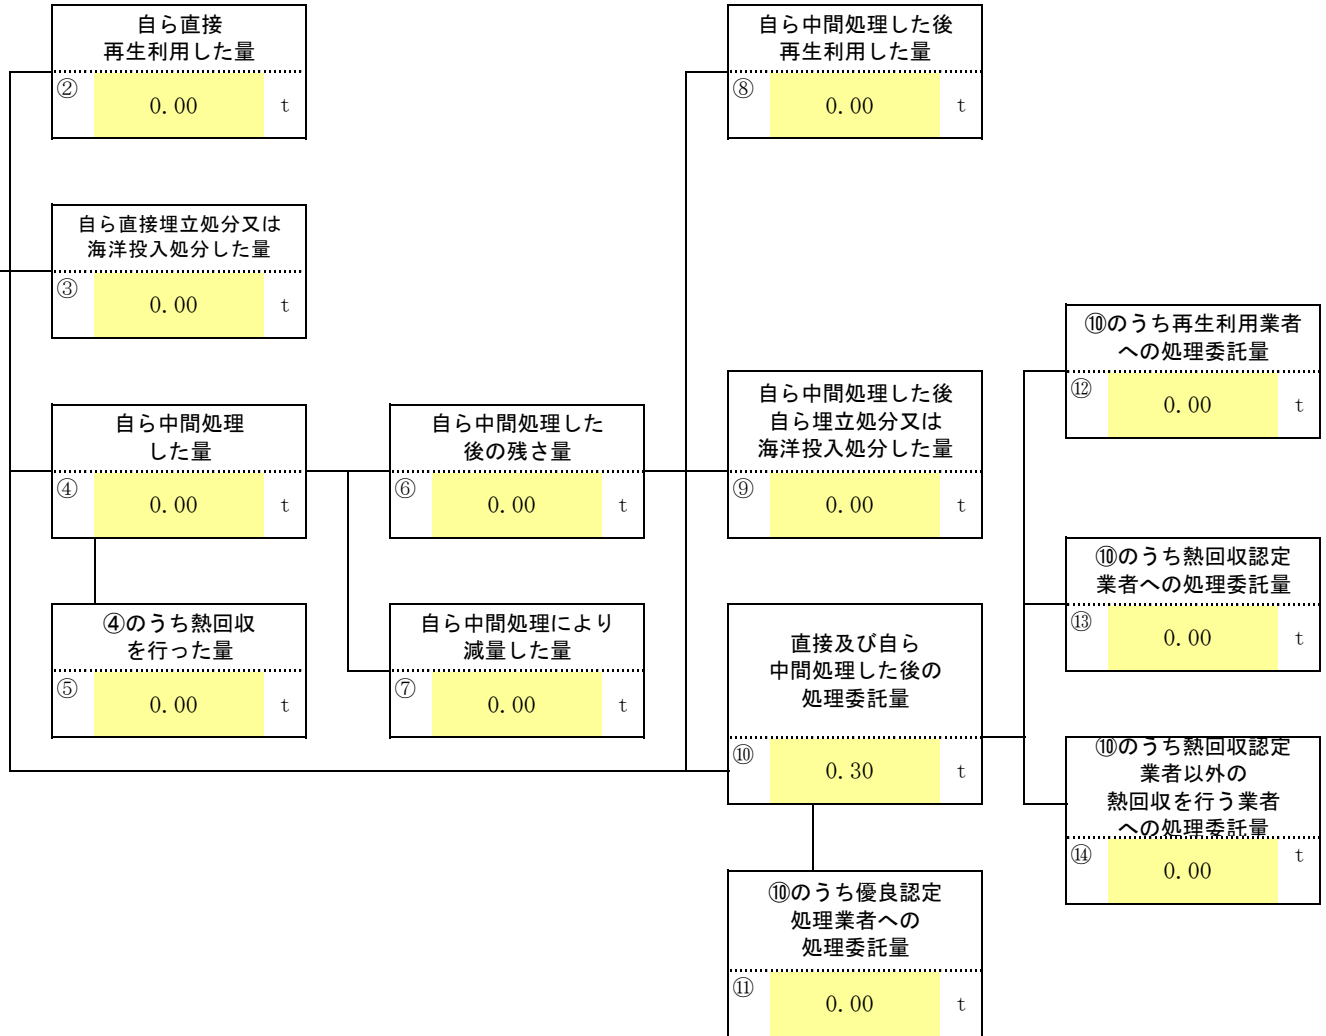 自ら直接
再生利用した量
②
0.00 t
自ら直接埋立処分又は
海洋投入処分した量
③
0.00 t
自ら中間処理
した量
④
0.00 t
④のうち熱回収
を行った量
⑤
0.00 t
自ら中間処理した
後の残さ量
⑥
0.00 t
自ら中間処理により
減量した量
⑦
0.00 t
自ら中間処理した後
再生利用した量
⑧
0.00 t
自ら中間処理した後
自ら埋立処分又は
海洋投入処分した量
⑨
0.00 t
直接及び自ら
中間処理した後の
処理委託量
⑩
0.30 t
⑩のうち優良認定
処理業者への
処理委託量
⑪
0.00 t
⑩のうち再生利用業者
への処理委託量
⑫
0.00 t
⑩のうち熱回収認定
業者への処理委託量
⑬
0.00 t
⑩のうち熱回収認定
業者以外の
熱回収を行う業者
への処理委託量
⑭
0.00 t